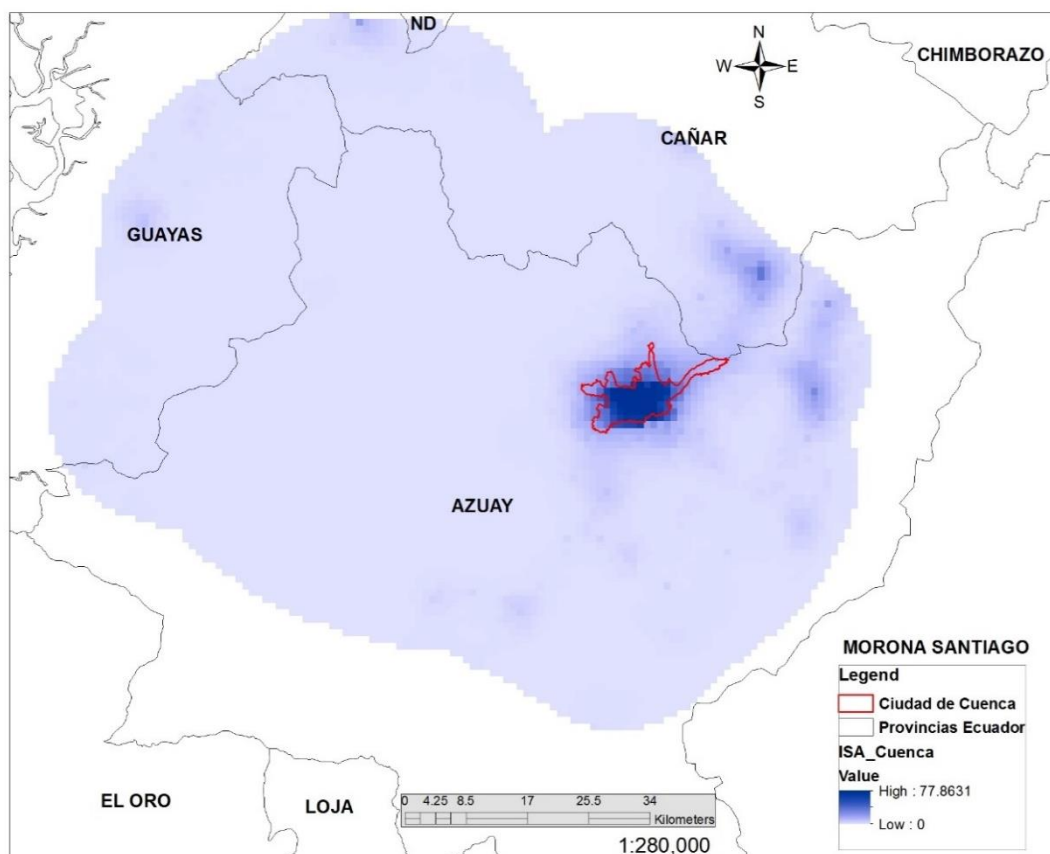 ND
N
CHIMBORAZO
W E
S
CAÑAR
GUAYAS
AZUAY
MORONA SANTIAGO
Legend
Ciudad de Cuenca
Provincias Ecuador
ISA_Cuenca
Value
High : 77.8631
Low : 0
EL ORO
LOJA
0 4.25 8.5 17 25.5 34
Kilometers
1:280,000